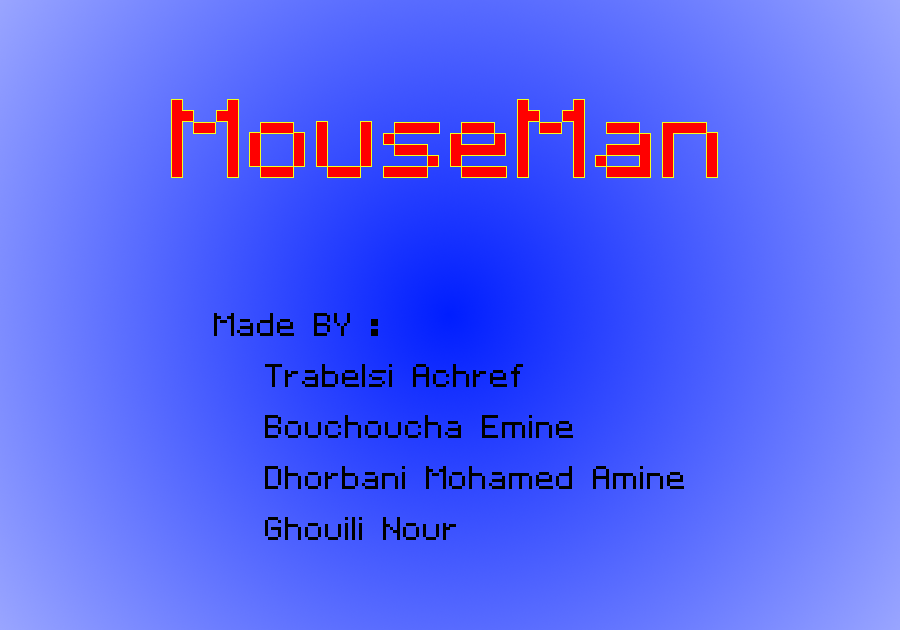 MouseMan
Made BY :
Trabelsi Achref
Bouchoucha Emine
Dhorbani Mohamed Amine
Ghouili Nour